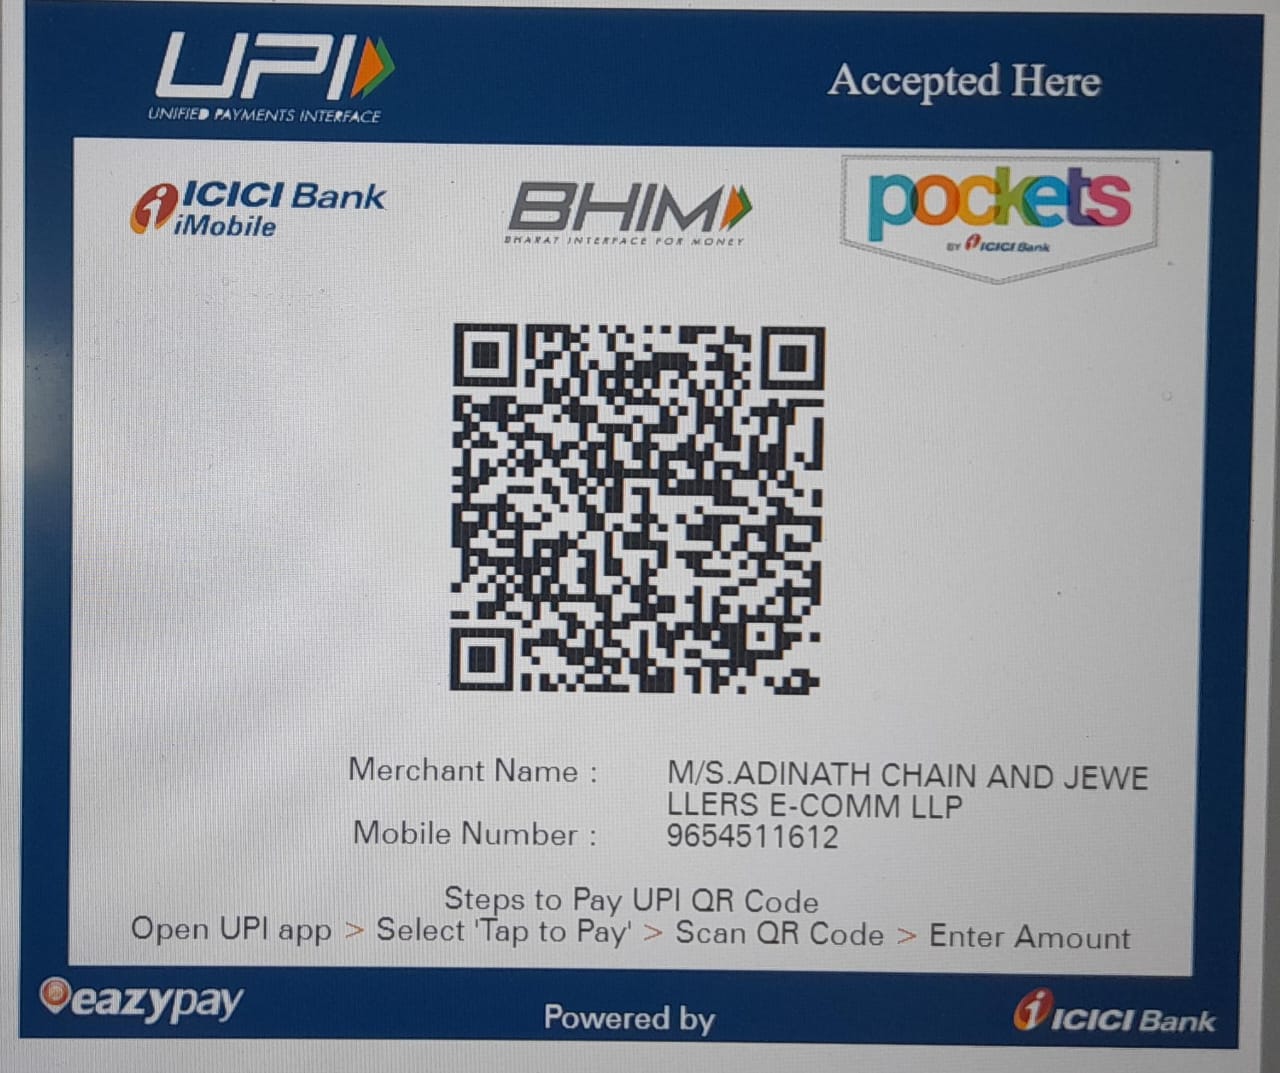 UPI
UNIFIED PAYMENTS INTERFACE
Accepted Here
ICICI Bank
iMobile
BHIM
BHARAT INTERFACE FOR MONEY
pockets
BY ICICI Bank
Merchant Name : M/S.ADINATH CHAIN AND JEWE
LLERS E-COMM LLP
Mobile Number : 9654511612
Steps to Pay UPI QR Code
Open UPI app > Select 'Tap to Pay' > Scan QR Code > Enter Amount
eazypay
Powered by
ICICI Bank